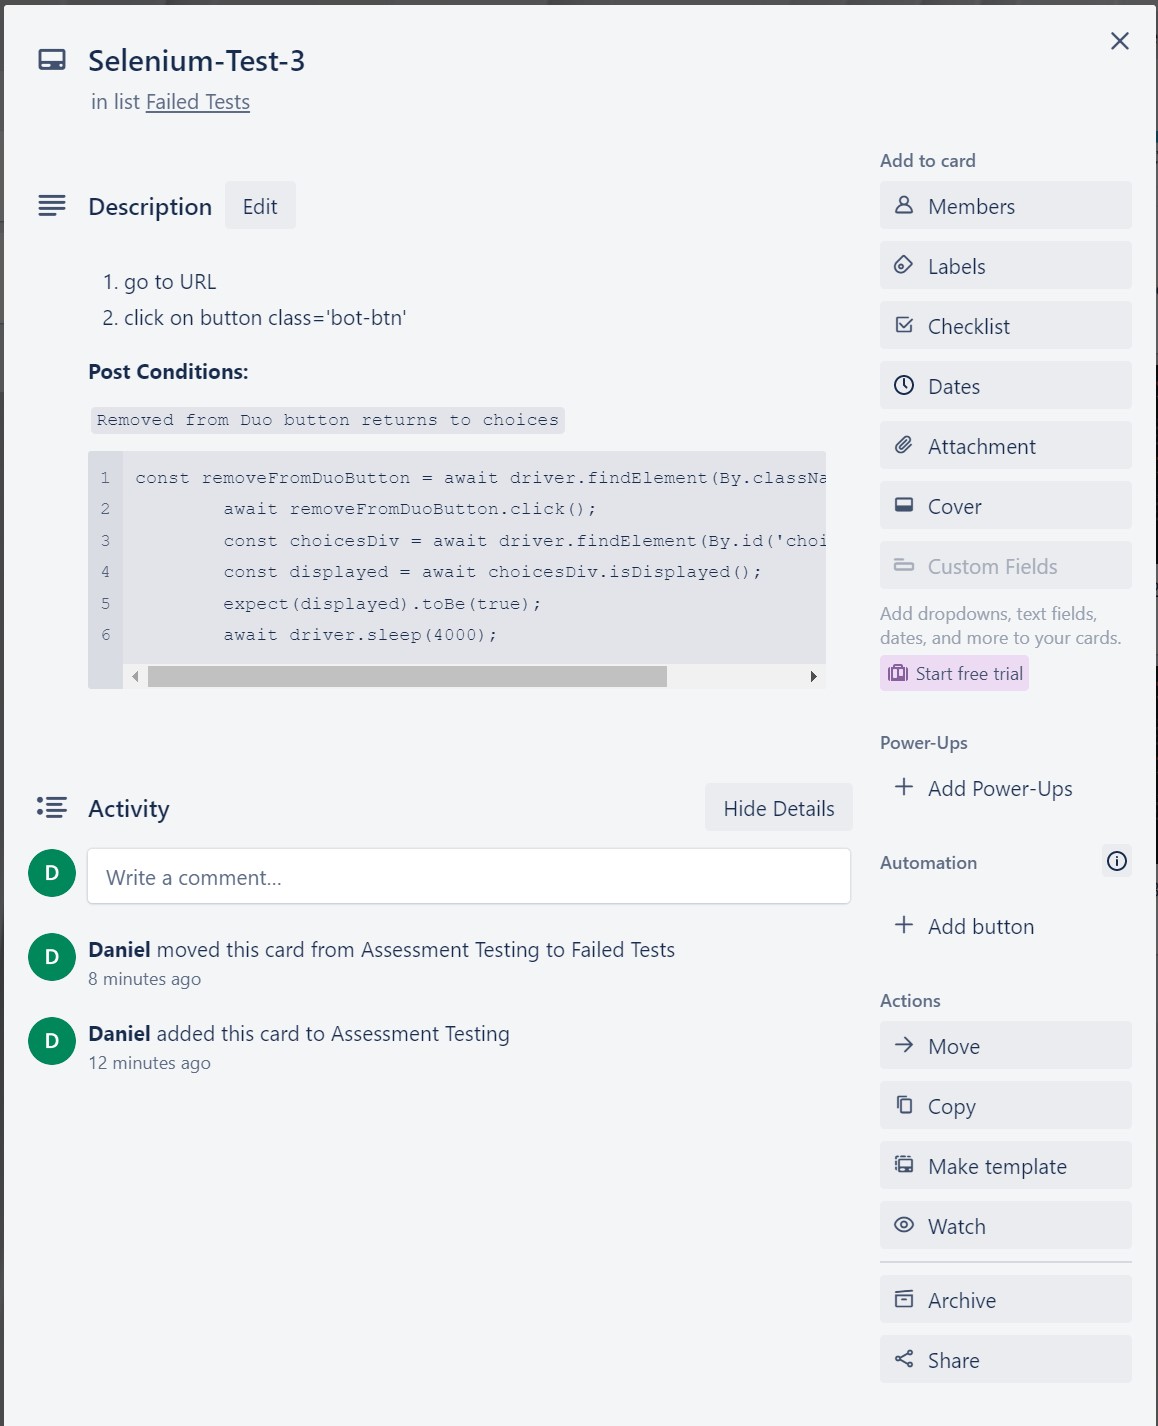 Selenium-Test-3
in list Failed Tests
Description
Edit
1. go to URL
2. click on button class='bot-btn'
Post Conditions:
Removed from Duo button returns to choices
1 const removeFromDuoButton = await driver.findElement(By.classNa
2 await removeFromDuoButton.click();
3 const choicesDiv = await driver.findElement(By.id('choi
4 const displayed = await choicesDiv.isDisplayed();
5 expect(displayed).toBe(true);
6 await driver.sleep(4000);
Activity
Hide Details
D
Write a comment…
D
Daniel moved this card from Assessment Testing to Failed Tests
8 minutes ago
D
Daniel added this card to Assessment Testing
12 minutes ago
Add to card
Members
Labels
Checklist
Dates
Attachment
Cover
Custom Fields
Add dropdowns, text fields,
dates, and more to your cards.
Start free trial
Power-Ups
Add Power-Ups
Automation
Add button
Actions
Move
Copy
Make template
Watch
Archive
Share